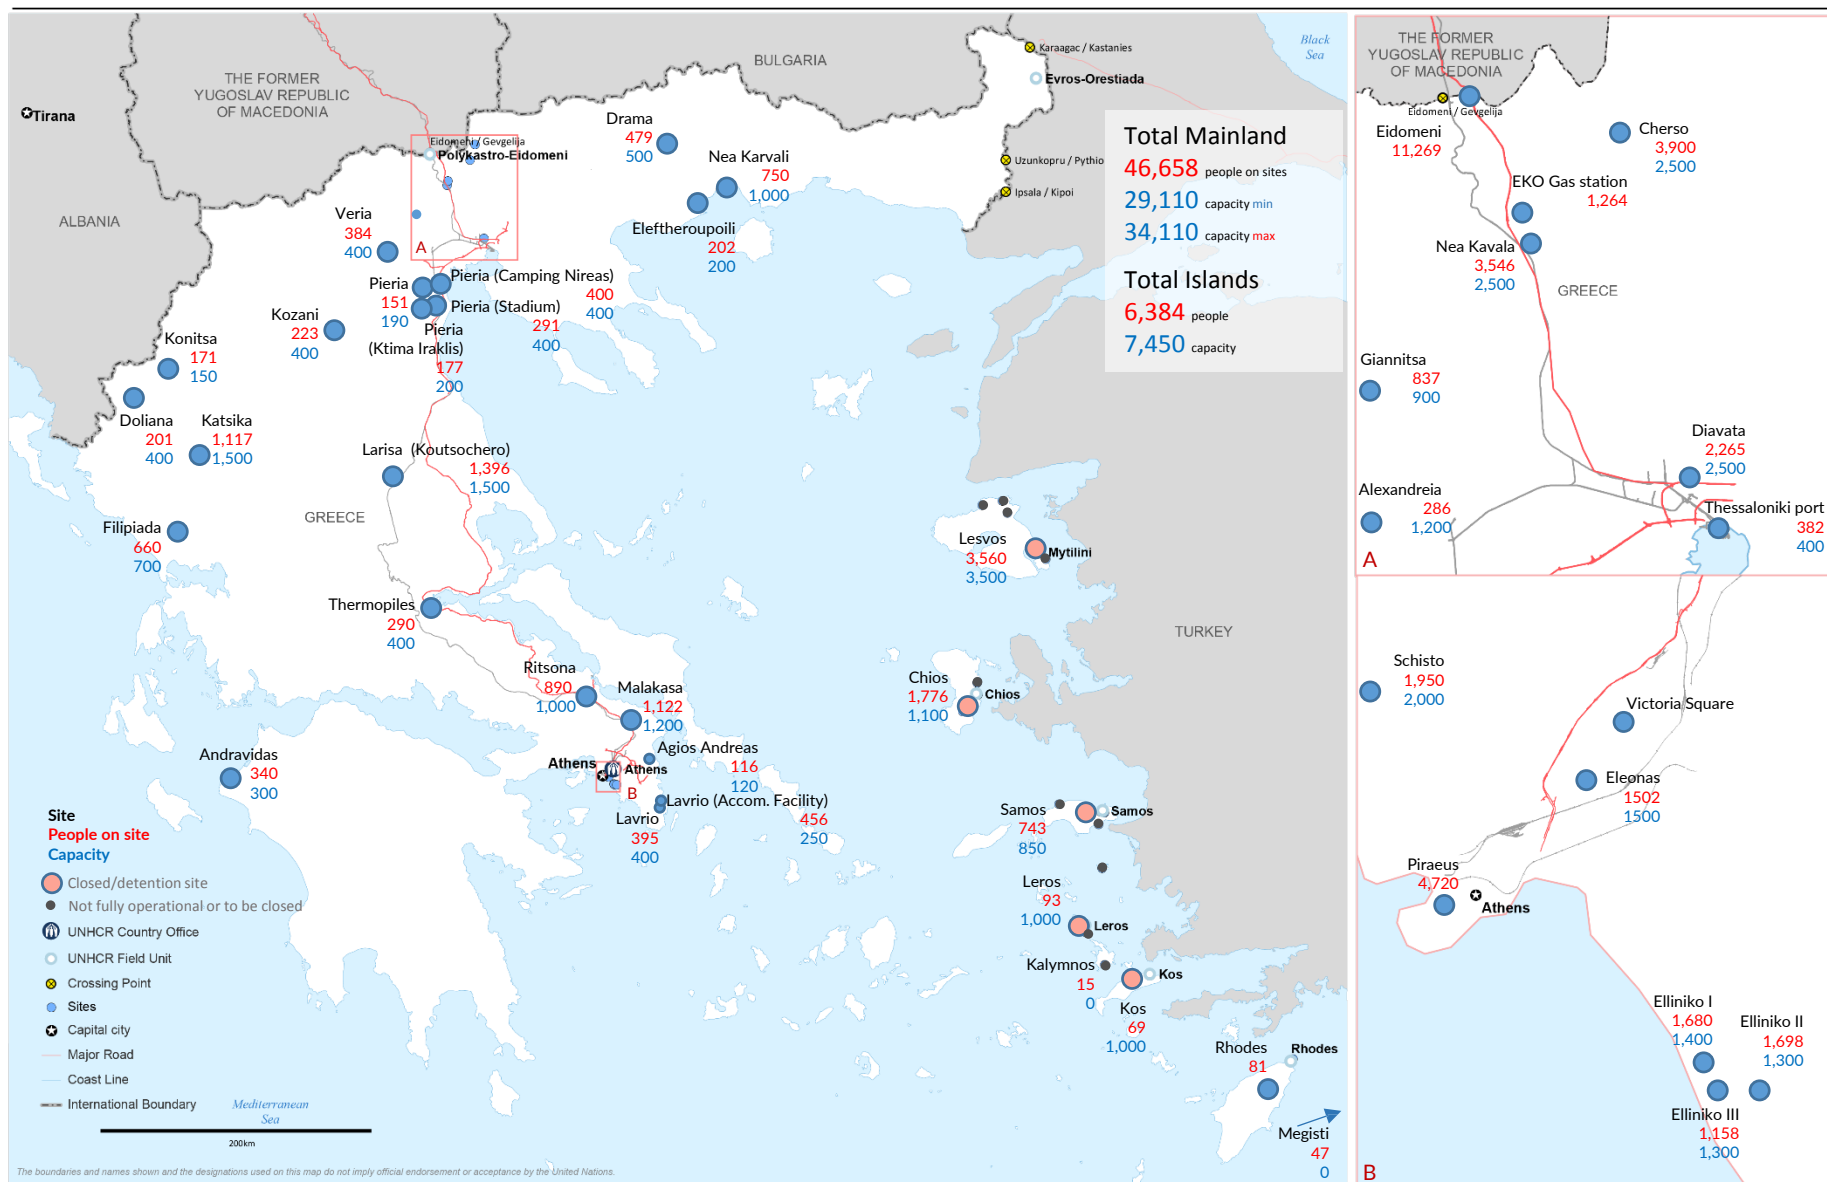 BULGARIA
Black
Sea
Karaagac / Kastanies
Evros-Orestiada
THE FORMER
YUGOSLAV REPUBLIC
OF MACEDONIA
Tirana
ALBANIA
Eidomeni / Gevgelija
Polykastro-Eidomeni
A
Drama
479
500
Nea Karvali
750
1,000
Eleftheroupoili
202
200
Uzunkopru / Pythio
Ipsala / Kipoi
Total Mainland
46,658 people on sites
29,110 capacity min
34,110 capacity max
Total Islands
6,384 people
7,450 capacity
Veria
384
400
Pieria
151
190
Pieria (Camping Nireas)
400
400
Pieria (Stadium)
291
400
Pieria
(Ktima Iraklis)
177
200
Kozani
223
400
Konitsa
171
150
Doliana
201
400
Katsika
1,117
1,500
Larisa (Koutsochero)
1,396
1,500
GREECE
Filipiada
660
700
Thermopiles
290
400
Ritsona
890
1,000
Malakasa
1,122
1,200
Agios Andreas
116
120
Athens
Athens
B
Lavrio (Accom. Facility)
456
250
Lavrio
395
400
Andravidas
340
300
Lesvos
3,560
3,500
Mytilini
TURKEY
Chios
1,776
1,100
Chios
Samos
743
850
Samos
Leros
93
1,000
Leros
Kalymnos
15
0
Kos
Kos
69
1,000
Rhodes
81
Rhodes
Megisti
47
0
Site
People on site
Capacity
Closed/detention site
Not fully operational or to be closed
UNHCR Country Office
UNHCR Field Unit
Crossing Point
Sites
Capital city
Major Road
Coast Line
International Boundary
Mediterranean
Sea
200km
The boundaries and names shown and the designations used on this map do not imply official endorsement or acceptance by the United Nations.
THE FORMER
YUGOSLAV REPUBLIC
OF MACEDONIA
Eidomeni / Gevgelija
Eidomeni
11,269
Cherso
3,900
2,500
EKO Gas station
1,264
Nea Kavala
3,546
2,500
GREECE
Giannitsa
837
900
Diavata
2,265
2,500
Alexandreia
286
1,200
Thessaloniki port
382
400
A
Schisto
1,950
2,000
Victoria Square
Eleonas
1502
1500
Piraeus
4,720
Athens
Elliniko I
1,680
1,400
Elliniko II
1,698
1,300
Elliniko III
1,158
1,300
B